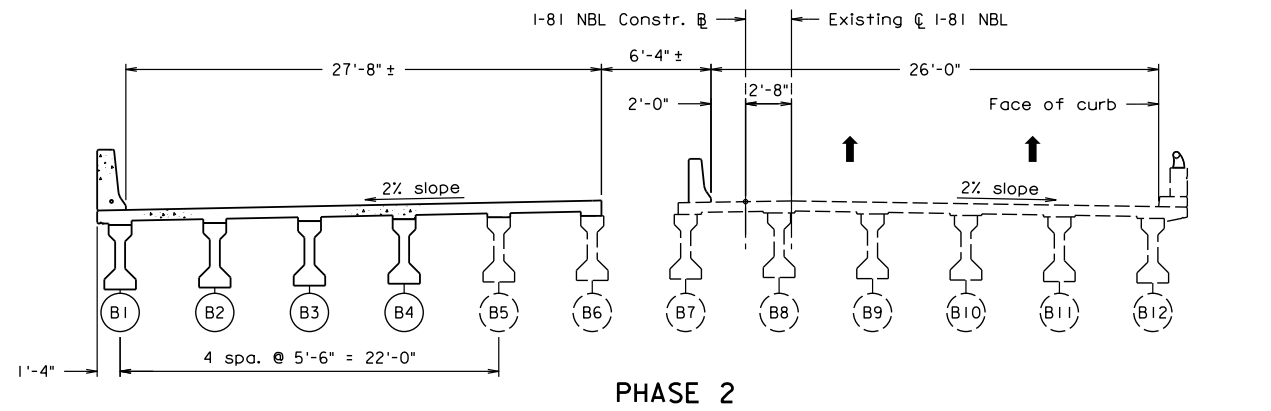 I-81 NBL Constr. ⅊
Existing ℄ I-81 NBL
27'-8" ±
6'-4" ±
26'-0"
2'-0"
2'-8"
Face of curb
2% slope
2% slope
B1 B2 B3 B4 B5 B6 B7 B8 B9 B10 B11 B12
4 spa. @ 5'-6" = 22'-0"
1'-4"
PHASE 2